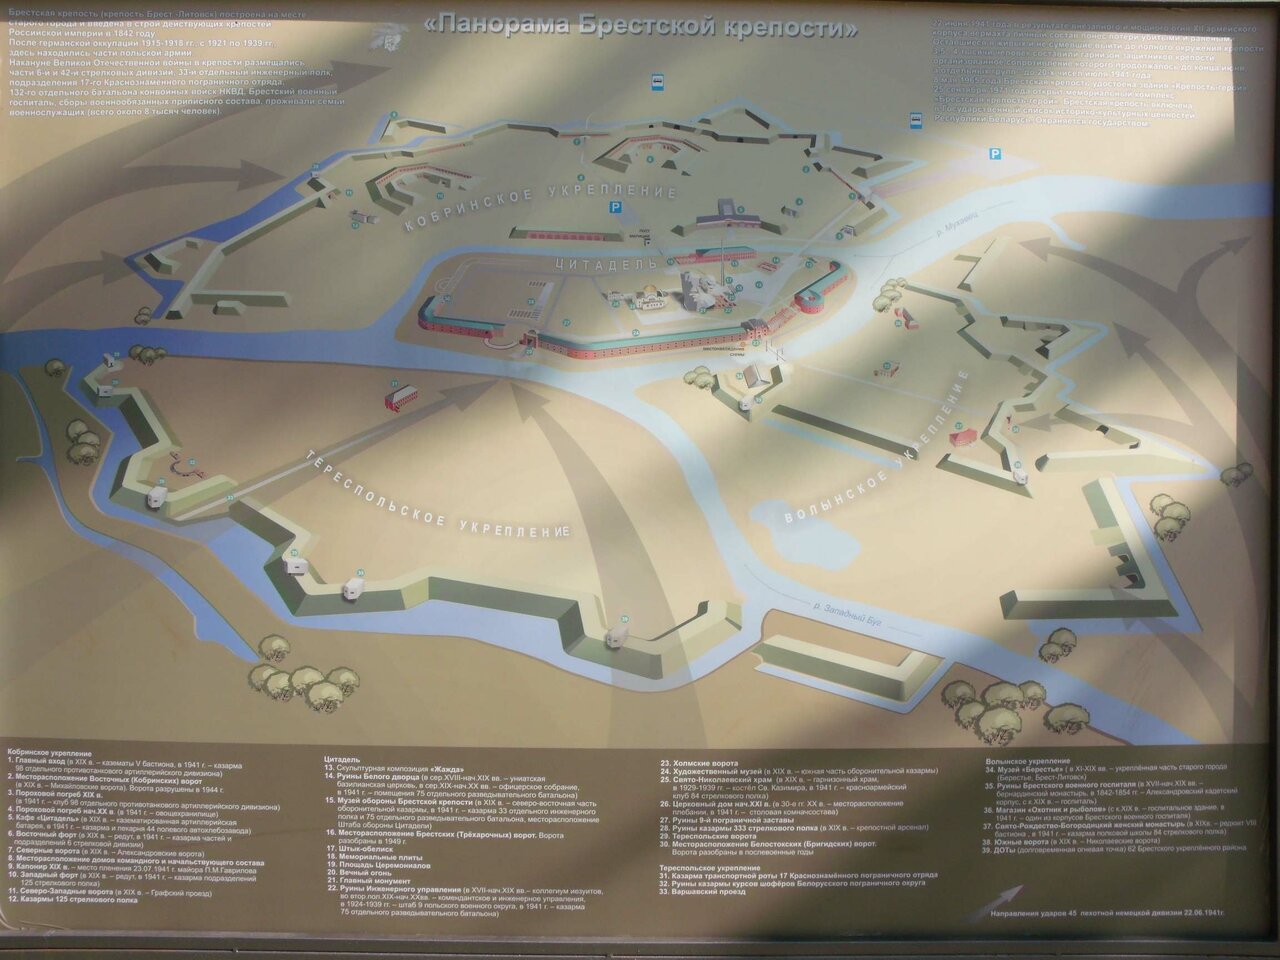 «Панорама Брестской крепости»
Брестская крепость (крепость Брест-Литовск) построена на месте
старого города и введена в строй действующих крепостей
Российской империи в 1842 году
После германской оккупации 1915-1918 гг., с 1921 по 1939 гг.,
здесь находились части польской армии.
Накануне Великой Отечественной войны в крепости размещались
части 6-й и 42-й стрелковых дивизий, 33-й отдельный инженерный полк,
подразделения 17-го Краснознаменного пограничного отряда,
132-го отдельного батальона конвойных войск НКВД, Брестский военный
госпиталь, сборы военнообязанных приписного состава, проживали семьи
военнослужащих (всего около 8 тысяч человек).
22 июня 1941 года в результате внезапного и мощного огня XII армейского
корпуса вермахта личный состав понес потери убитыми и ранеными.
Оставшиеся в живых и не сумевшие выйти до полного окружения крепости
3,5 - 4 тысячи человек составили гарнизон защитников крепости,
организованное сопротивление которого продолжалось до конца июня,
а отдельных групп - до 20-х чисел июля 1941 года.
8 мая 1965 года Брестская крепость удостоена звания «Крепость-герой»
25 сентября 1971 года открыт мемориальный комплекс
«Брестская крепость-герой». Брестская крепость включена
в Государственный список историко-культурных ценностей
Республики Беларусь. Охраняется государством.
P
P
КОБРИНСКОЕ УКРЕПЛЕНИЕ
р. Мухавец
ЦИТАДЕЛЬ
ТЕРЕСПОЛЬСКОЕ УКРЕПЛЕНИЕ
ВОЛЫНСКОЕ УКРЕПЛЕНИЕ
р. Западный Буг
Кобринское укрепление
1. Главный вход (в XIX в. – казематы V бастиона, в 1941 г. – казарма
98 отдельного противотанкового артиллерийского дивизиона)
2. Месторасположение Восточных (Кобринских) ворот
(в XIX в. - Михайловские ворота). Ворота разрушены в 1944 г.
3. Пороховой погреб XIX в.
(в 1941 г. – клуб 98 отдельного противотанкового артиллерийского дивизиона)
4. Пороховой погреб нач.XX в. (в 1941 г. – овощехранилище)
5. Кафе «Цитадель» (в XIX в. – казематированная артиллерийская
батарея, в 1941 г. – казарма и пекарня 44 полевого автохлебозавода)
6. Восточный форт (в XIX в. – редут, в 1941 г. – казарма частей и
подразделений 6 стрелковой дивизии)
7. Северные ворота (в XIX в. – Александровские ворота)
8. Месторасположение домов командного и начальствующего состава
9. Капонир XIX в. – место пленения 23.07.1941 г. майора П.М.Гаврилова
10. Западный форт (в XIX в. – редут, в 1941 г. – казарма подразделений
125 стрелкового полка)
11. Северо-Западные ворота (в XIX в. – Графский проезд)
12. Казармы 125 стрелкового полка
Цитадель
13. Скульптурная композиция «Жажда»
14. Руины Белого дворца (в сер.XVIII-нач.XIX вв. – униатская
базилианская церковь, в сер.XIX-нач.XX вв. – офицерское собрание,
в 1941 г. – помещения 75 отдельного разведывательного батальона)
15. Музей обороны Брестской крепости (в XIX в. – северо-восточная часть
оборонительной казармы, в 1941 г. – казарма 33 отдельного инженерного
полка и 75 отдельного разведывательного батальона, месторасположение
Штаба обороны Цитадели)
16. Месторасположение Брестских (Трёхарочных) ворот. Ворота
разобраны в 1949 г.
17. Штык-обелиск
18. Мемориальные плиты
19. Площадь Церемониалов
20. Вечный огонь
21. Главный монумент
22. Руины Инженерного управления (в XVII-нач.XIX вв.– коллегиум иезуитов,
во втор.пол.XIX-нач.XXвв. – комендантское и инженерное управления,
в 1924-1939 гг. – штаб 9 польского военного округа, в 1941 г. – казарма
75 отдельного разведывательного батальона)
23. Холмские ворота
24. Художественный музей (в XIX в. – южная часть оборонительной казармы)
25. Свято-Николаевский храм (в XIX в. – гарнизонный храм,
в 1929-1939 гг. – костёл Св. Казимира, в 1941 г. – красноармейский
клуб 84 стрелкового полка)
26. Церковный дом нач.XXI в. (в 30-е гг. XX в. – месторасположение
плебании, в 1941 г. – столовая комначсостава)
27. Руины 9-й пограничной заставы
28. Руины казармы 333 стрелкового полка (в XIX в. – крепостной арсенал)
29. Тереспольские ворота
30. Месторасположение Белостокских (Бригидских) ворот.
Ворота разобраны в послевоенные годы
Тереспольское укрепление
31. Казарма транспортной роты 17 Краснознамённого пограничного отряда
32. Руины казармы курсов шофёров Белорусского пограничного округа
33. Варшавский проезд
Волынское укрепление
34. Музей «Берестье» ( в XI-XIX вв. – укреплённая часть старого города
(Берестье, Брест-Литовск)
35. Руины Брестского военного госпиталя (в XVII-нач.XIX вв. –
бернардинский монастырь, в 1842-1854 гг. – Александровский кадетский
корпус, с к.XIX в. – госпиталь)
36. Магазин «Охотник и рыболов» (с к.XIX в. – госпитальное здание, в
1941 г. – один из корпусов Брестского военного госпиталя)
37. Свято-Рождество-Богородицкий женский монастырь (в XIXв. - редюит VIII
бастиона , в 1941 г. – казарма полковой школы 84 стрелкового полка)
38. Южные ворота (в XIX в. – Николаевские ворота)
39. ДОТы (долговременная огневая точка) 62 Брестского укреплённого района
Направления ударов 45 пехотной немецкой дивизии 22.06.1941г.